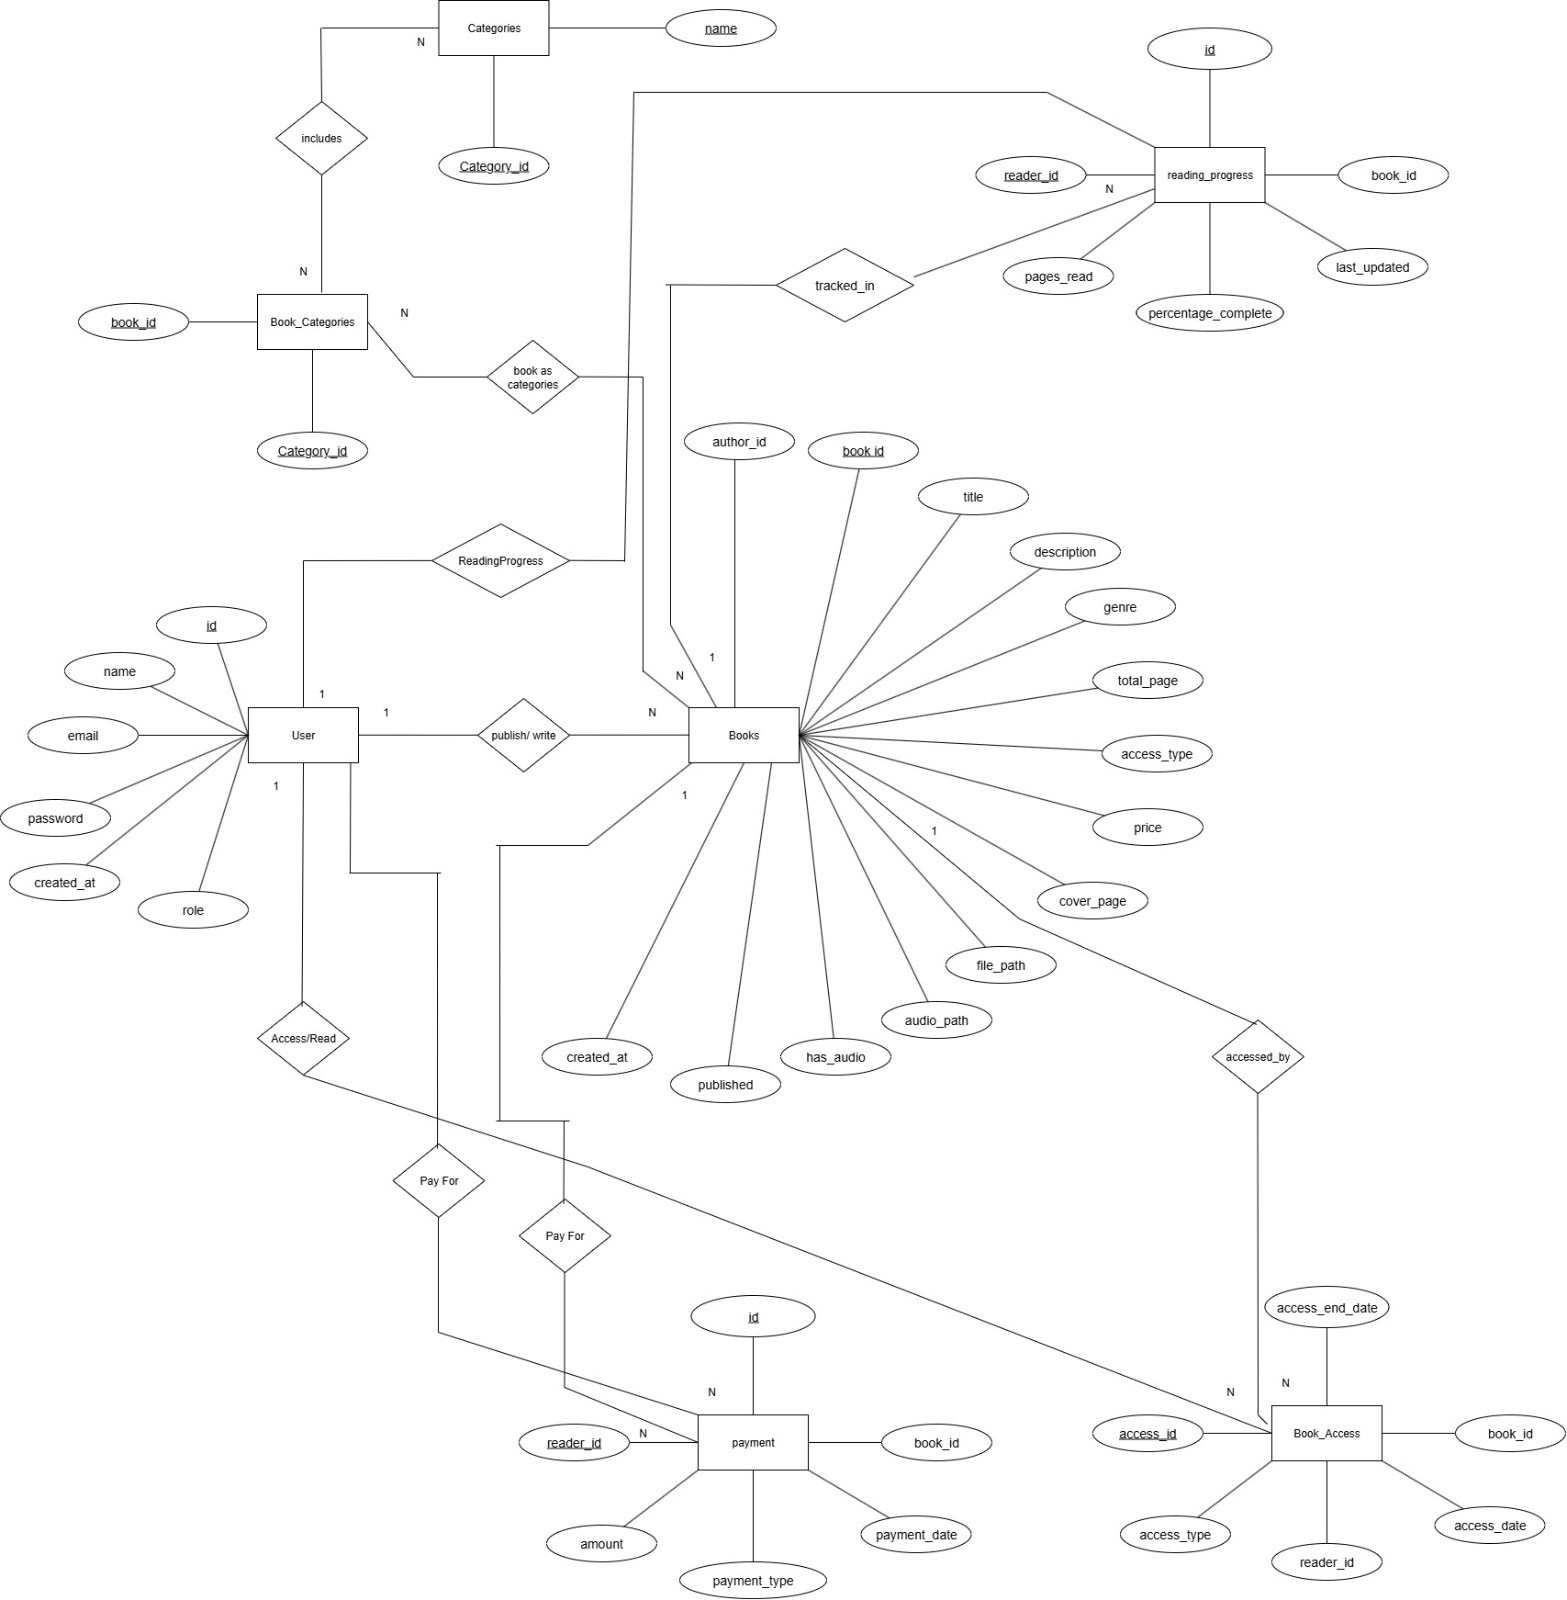 Categories
name
N
id
includes
Category_id
reader_id
reading_progress
book_id
N
N
pages_read
last_updated
tracked_in
percentage_complete
book_id
Book_Categories
N
book as
categories
Category_id
author_id
book id
title
description
ReadingProgress
genre
id
name
1
N
total_page
1
1
N
email
User
publish/ write
Books
access_type
1
1
password
price
1
created_at
role
cover_page
file_path
audio_path
Access/Read
created_at
has_audio
accessed_by
published
Pay For
Pay For
id
access_end_date
N
N
N
reader_id
N
payment
book_id
access_id
Book_Access
book_id
amount
payment_date
access_type
access_date
payment_type
reader_id